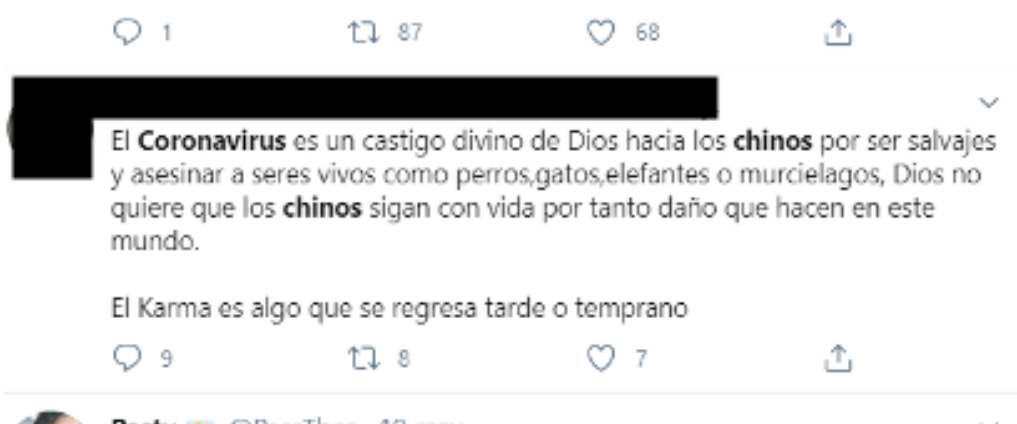 1 87 68
El Coronavirus es un castigo divino de Dios hacia los chinos por ser salvajes
y asesinar a seres vivos como perros,gatos,elefantes o murcielagos, Dios no
quiere que los chinos sigan con vida por tanto daño que hacen en este
mundo.
El Karma es algo que se regresa tarde o temprano
9 8 7